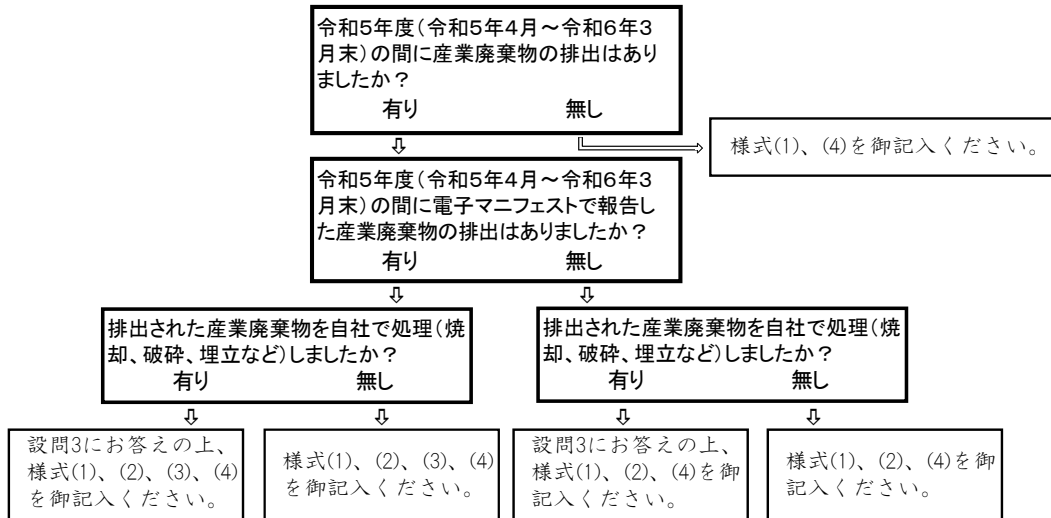 令和5年度(令和5年4月～令和6年3
月末)の間に産業廃棄物の排出はあり
ましたか？
有り 無し
様式(1)、(4)を御記入ください。
令和5年度(令和5年4月～令和6年3
月末)の間に電子マニフェストで報告し
た産業廃棄物の排出はありましたか？
有り 無し
排出された産業廃棄物を自社で処理(焼
却、破砕、埋立など)しましたか？
有り 無し
排出された産業廃棄物を自社で処理(焼
却、破砕、埋立など)しましたか？
有り 無し
設問3にお答えの上、
様式(1)、(2)、(3)、(4)
を御記入ください。
様式(1)、(2)、(3)、(4)
を御記入ください。
設問3にお答えの上、
様式(1)、(2)、(4)を御
記入ください。
様式(1)、(2)、(4)を御
記入ください。